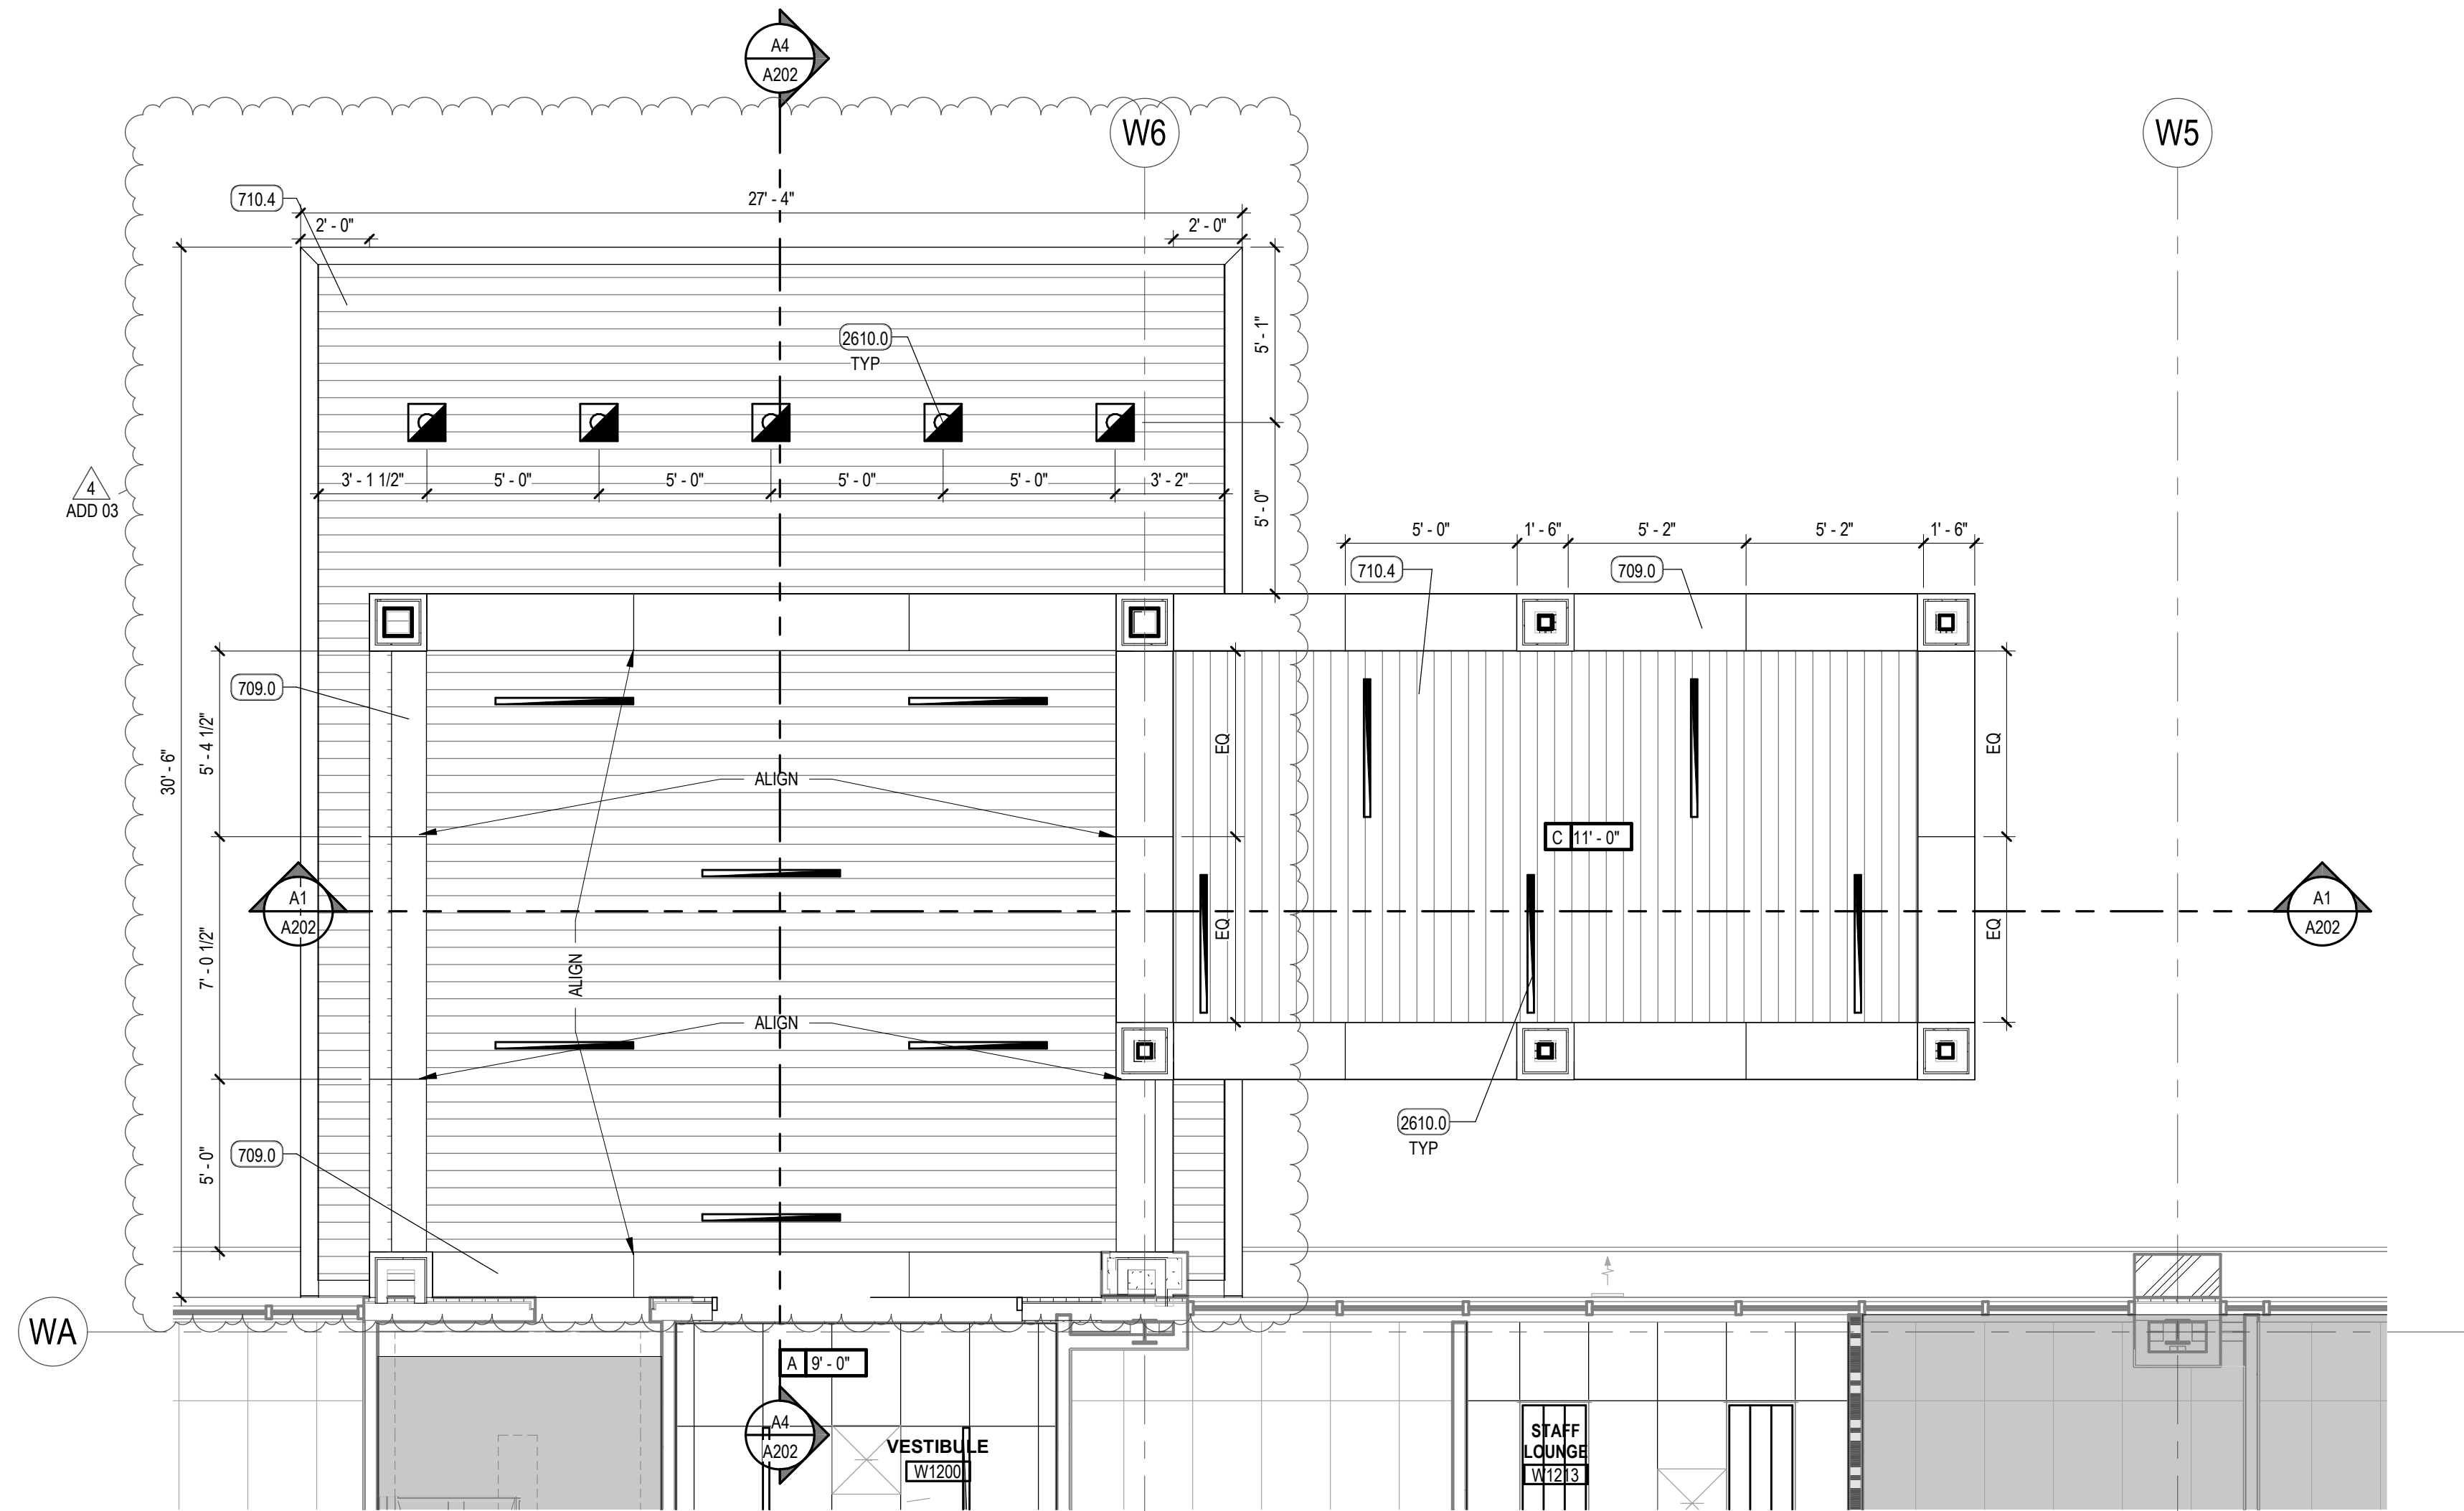 A4
A202
W6
W5
27' - 4"
710.4
2' - 0"
2' - 0"
5' - 1"
2610.0
TYP
3' - 1 1/2"
5' - 0"
5' - 0"
5' - 0"
5' - 0"
3' - 2"
4
ADD 03
5' - 0"
5' - 0"
1' - 6"
5' - 2"
5' - 2"
1' - 6"
710.4
709.0
709.0
5' - 4 1/2"
30' - 6"
EQ
EQ
ALIGN
C
11' - 0"
A1
A202
A1
A202
7' - 0 1/2"
ALIGN
EQ
EQ
ALIGN
2610.0
TYP
709.0
5' - 0"
WA
A
9' - 0"
A4
A202
VESTIBULE
W1200
STAFF
LOUNGE
W1213